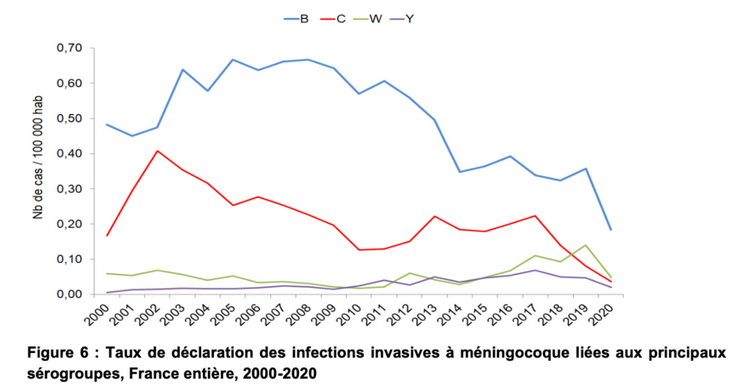 B C W Y
0,70
0,60
0,50
0,40
0,30
0,20
0,10
0,00
Nb de cas / 100 000 hab
2000 2001 2002 2003 2004 2005 2006 2007 2008 2009 2010 2011 2012 2013 2014 2015 2016 2017 2018 2019 2020
Figure 6 : Taux de déclaration des infections invasives à méningocoque liées aux principaux
sérogroupes, France entière, 2000-2020